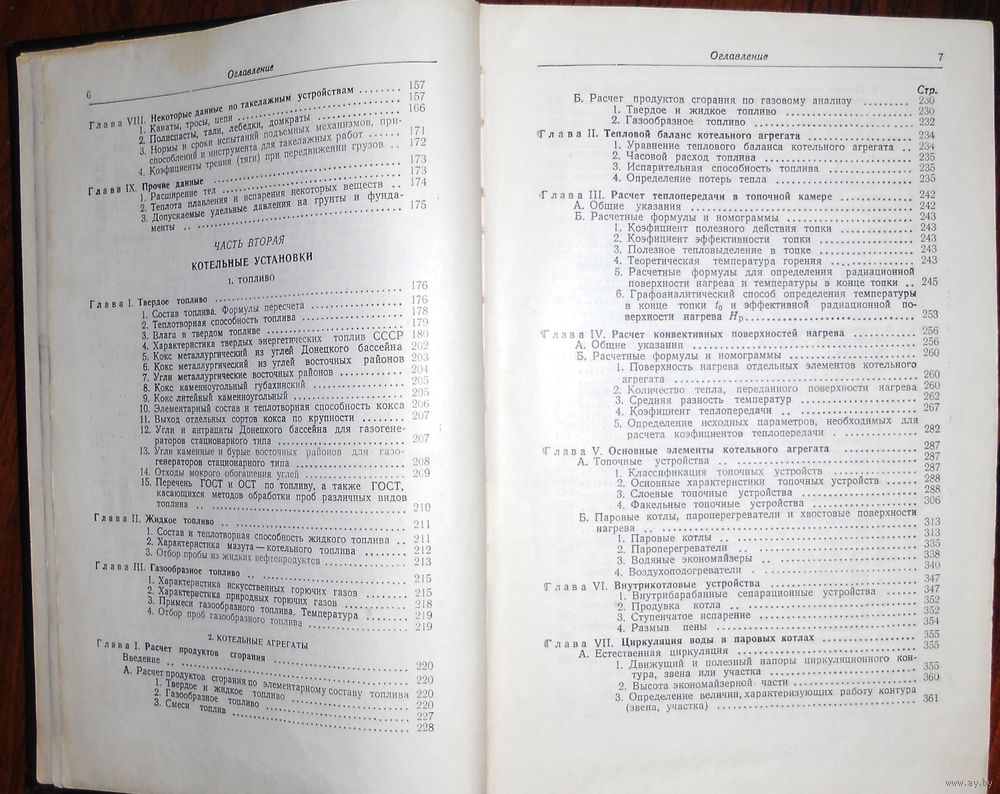 6
Оглавление
Глава VIII. Некоторые данные по такелажным устройствам ........ 157
1. Канаты, тросы, цепи ........ 157
2. Полиспасты, тали, лебедки, домкраты ........ 166
3. Нормы и сроки испытаний подъемных механизмов, при-
способлений и инструмента для такелажных работ ...... 171
4. Коэфициенты трения (тяги) при передвижении грузов .. 172
Глава IX. Прочие данные ........ 173
1. Расширение тел ........ 173
2. Теплота плавления и испарения некоторых веществ .. 174
3. Допускаемые удельные давления на грунты и фунда-
менты .. ........ 175
ЧАСТЬ ВТОРАЯ
КОТЕЛЬНЫЕ УСТАНОВКИ
1. ТОПЛИВО
Глава I. Твердое топливо ........ 176
1. Состав топлива. Формулы пересчета ........ 176
2. Теплотворная способность топлива ........ 178
3. Влага в твердом топливе ........ 179
4. Характеристика твердых энергетических топлив СССР 180
5. Кокс металлургический из углей Донецкого бассейна 202
6. Кокс металлургический из углей восточных районов 203
7. Угли металлургические восточных районов ........ 204
8. Кокс каменноугольный губахинский ........ 205
9. Кокс литейный каменноугольный ........ 205
10. Элементарный состав и теплотворная способность кокса 206
11. Выход отдельных сортов кокса по крупности ........ 207
12. Угли и антрациты Донецкого бассейна для газогене-
раторов стационарного типа ........ 207
13. Угли каменные и бурые восточных районов для газо-
генераторов стационарного типа ........ 208
14. Отходы мокрого обогащения углей ........ 209
15. Перечень ГОСТ и ОСТ по топливу, а также ГОСТ,
касающихся методов обработки проб различных видов
топлива .. ........ 210
Глава II. Жидкое топливо .. ........ 211
1. Состав и теплотворная способность жидкого топлива .. 211
2. Характеристика мазута — котельного топлива ........ 212
3. Отбор пробы из жидких нефтепродуктов ........ 213
Глава III. Газообразное топливо .. ........ 215
1. Характеристика искусственных горючих газов ........ 215
2. Характеристика природных горючих газов ........ 218
3. Примеси газообразного топлива. Температура ........ 219
4. Отбор проб газообразного топлива ........ 219
2. КОТЕЛЬНЫЕ АГРЕГАТЫ
Глава I. Расчет продуктов сгорания ........ 220
Введение .. ........ 220
А. Расчет продуктов сгорания по элементарному составу топлива 220
1. Твердое и жидкое топливо ........ 220
2. Газообразное топливо ........ 227
3. Смеси топлив ........ 228
Оглавление
7
Стр.
Б. Расчет продуктов сгорания по газовому анализу ........ 230
1. Твердое и жидкое топливо ........ 230
2. Газообразное топливо ........ 232
Глава II. Тепловой баланс котельного агрегата ........ 234
1. Уравнение теплового баланса котельного агрегата .. 234
2. Часовой расход топлива ........ 235
3. Испарительная способность топлива ........ 235
4. Определение потерь тепла ........ 235
Глава III. Расчет теплопередачи в топочной камере ........ 242
А. Общие указания ........ 242
Б. Расчетные формулы и номограммы ........ 243
1. Коэфициент полезного действия топки ........ 243
2. Коэфициент эффективности топки ........ 243
3. Полезное тепловыделение в топке ........ 243
4. Теоретическая температура горения ........ 243
5. Расчетные формулы для определения радиационной
поверхности нагрева и температуры в конце топки .. 245
6. Графоаналитический способ определения температуры
в конце топки t₀ и эффективной радиационной по-
верхности нагрева Hр ........ 253
Глава IV. Расчет конвективных поверхностей нагрева ........ 256
А. Общие указания ........ 256
Б. Расчетные формулы и номограммы ........ 260
1. Поверхность нагрева отдельных элементов котельного
агрегата ........ 260
2. Количество тепла, переданного поверхности нагрева 260
3. Средняя разность температур ........ 262
4. Коэфициент теплопередачи .. ........ 267
5. Определение исходных параметров, необходимых для
расчета коэфициентов теплопередачи ........ 282
Глава V. Основные элементы котельного агрегата ........ 287
А. Топочные устройства .. ........ 287
1. Классификация топочных устройств ........ 287
2. Основные характеристики топочных устройств ...... 288
3. Слоевые топочные устройства ........ 288
4. Факельные топочные устройства ........ 306
Б. Паровые котлы, пароперегреватели и хвостовые поверхности
нагрева .. ........ 313
1. Паровые котлы .. ........ 313
2. Пароперегреватели .. ........ 335
3. Водяные экономайзеры .. ........ 338
4. Воздухоподогреватели ........ 340
Глава VI. Внутрикотловые устройства ........ 347
1. Внутрибарабанные сепарационные устройства ...... 347
2. Продувка котла .. ........ 352
3. Ступенчатое испарение ........ 352
4. Размыв пены ........ 354
Глава VII. Циркуляция воды в паровых котлах ........ 355
А. Естественная циркуляция ........ 355
1. Движущий и полезный напоры циркуляционного кон-
тура, звена или участка ........ 355
2. Высота экономайзерной части ........ 360
3. Определение величин, характеризующих работу контура
(звена, участка) ........ 361
www.ay.by